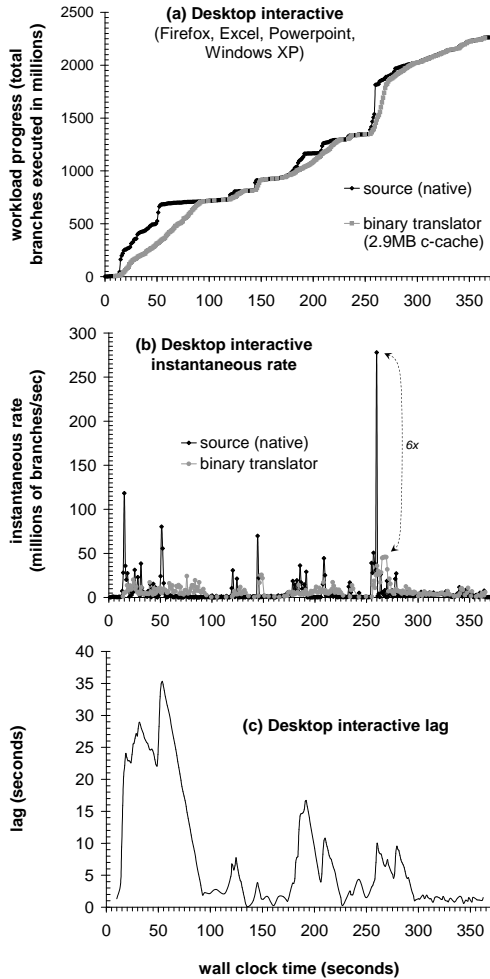 (a) Desktop interactive
(Firefox, Excel, Powerpoint,
Windows XP)
workload progress (total
branches executed in millions)
2500
2000
1500
1000
500
0
source (native)
binary translator
(2.9MB c-cache)
0 50 100 150 200 250 300 350
(b) Desktop interactive
instantaneous rate
instantaneous rate
(millions of branches/sec)
300
250
200
150
100
50
0
source (native)
binary translator
6x
0 50 100 150 200 250 300 350
(c) Desktop interactive lag
lag (seconds)
40
35
30
25
20
15
10
5
0
0 50 100 150 200 250 300 350
wall clock time (seconds)